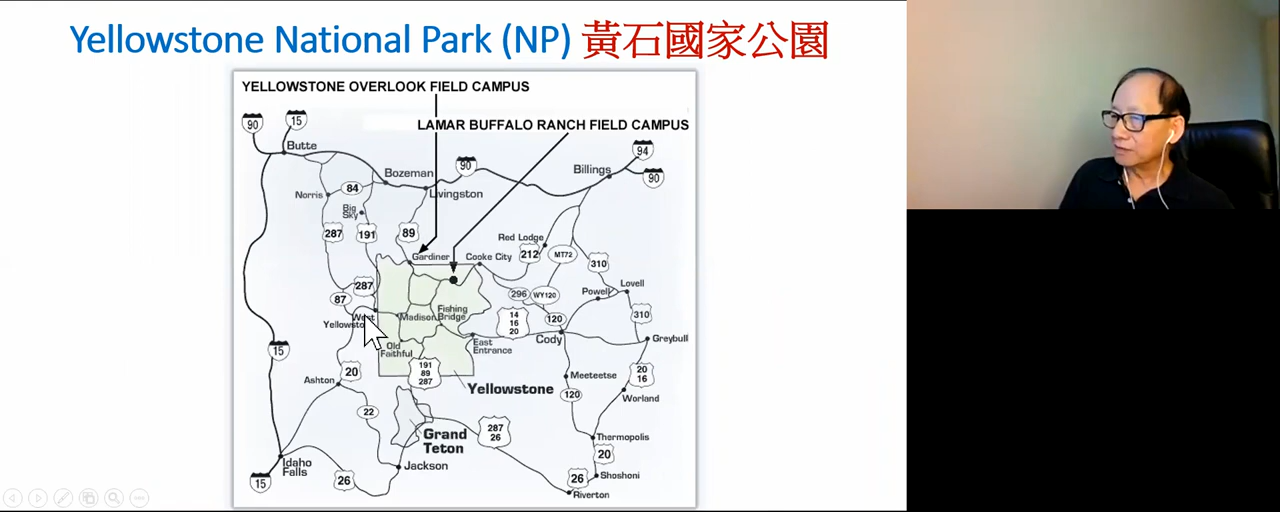 Yellowstone National Park (NP) 黃石國家公園
YELLOWSTONE OVERLOOK FIELD CAMPUS
LAMAR BUFFALO RANCH FIELD CAMPUS
90
15
94
Butte
90
Billings
90
Bozeman
84
Norris
Livingston
Big
Sky
287
191
89
Red Lodge
212
MT72
Gardiner
Cooke City
310
287
Lovell
87
296
WY120
Powell
Fishing
Bridge
West
Yellowsto
Madison
14
16
20
120
310
Cody
Greybull
15
Old
Faithful
East
Entrance
20
191
89
287
Ashton
Yellowstone
Meeteetse
20
16
120
Worland
22
Grand
Teton
287
26
Thermopolis
20
Idaho
Falls
Jackson
15
26
26
Shoshoni
Riverton